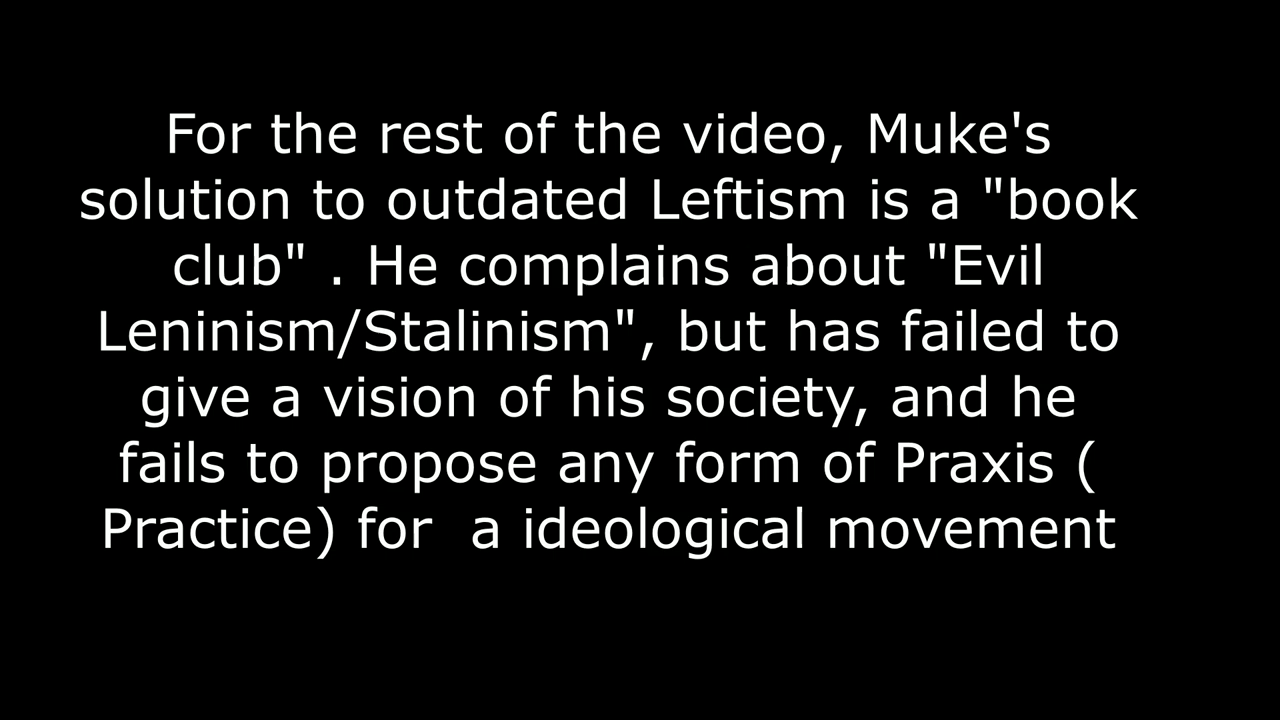 For the rest of the video, Muke's
solution to outdated Leftism is a "book
club" . He complains about "Evil
Leninism/Stalinism", but has failed to
give a vision of his society, and he
fails to propose any form of Praxis (
Practice) for  a ideological movement